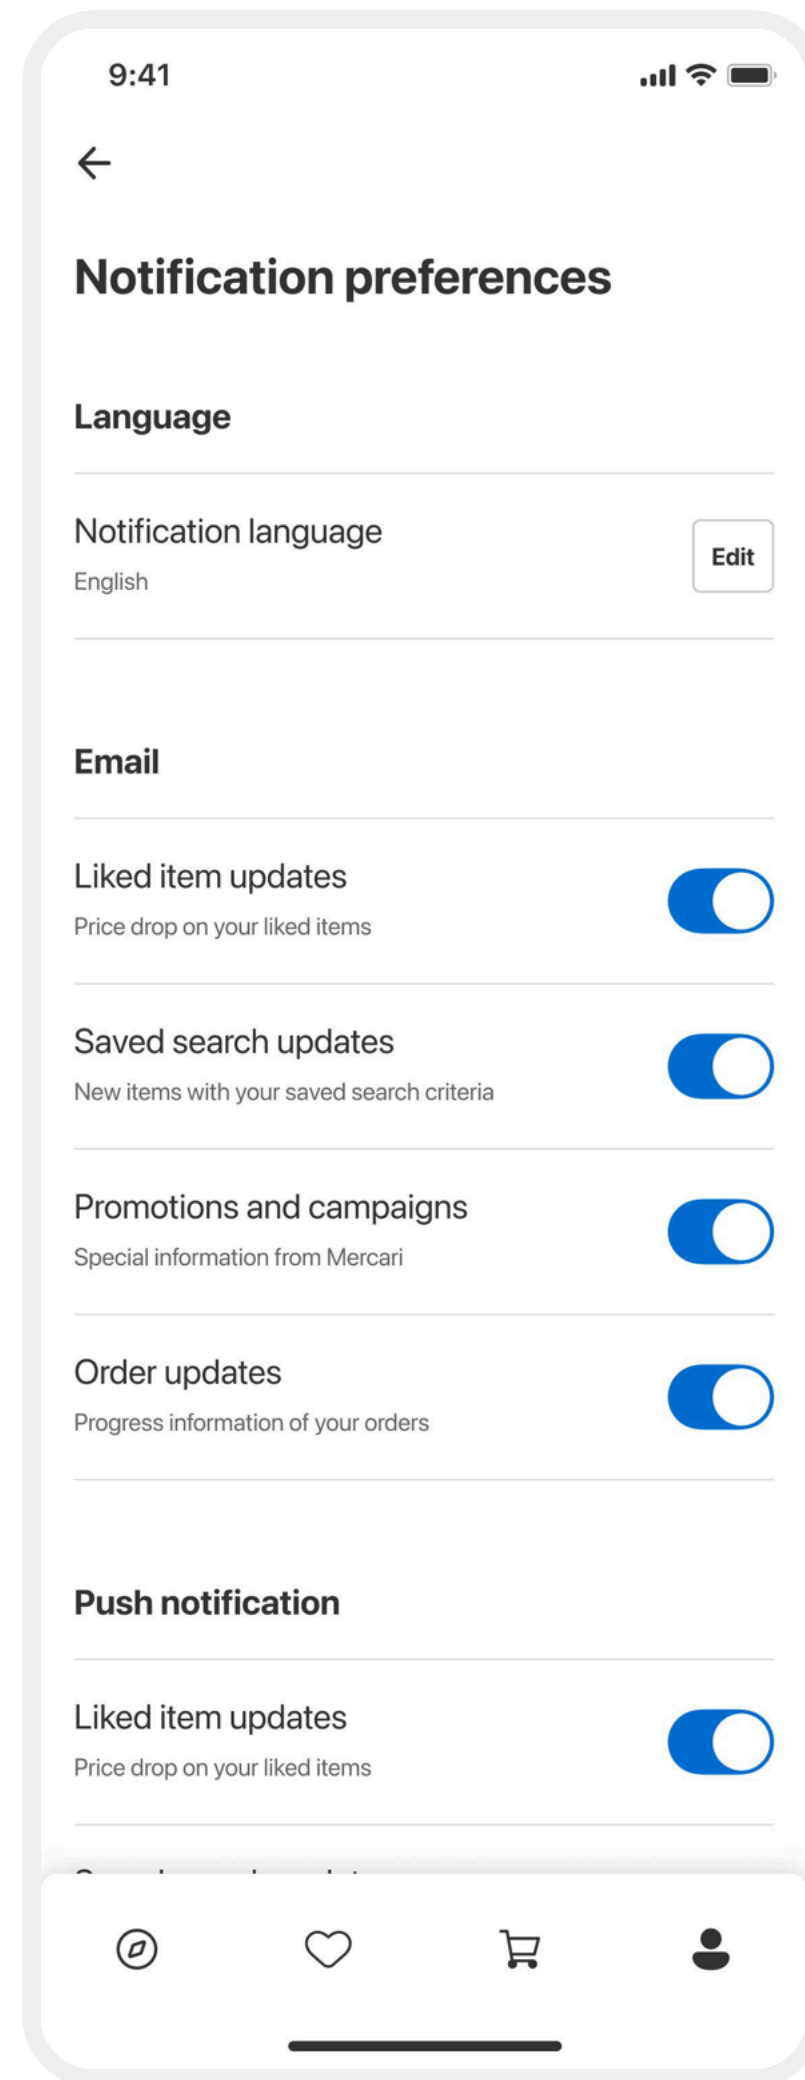 9:41
Notification preferences
Language
Notification language
English
Edit
Email
Liked item updates
Price drop on your liked items
Saved search updates
New items with your saved search criteria
Promotions and campaigns
Special information from Mercari
Order updates
Progress information of your orders
Push notification
Liked item updates
Price drop on your liked items